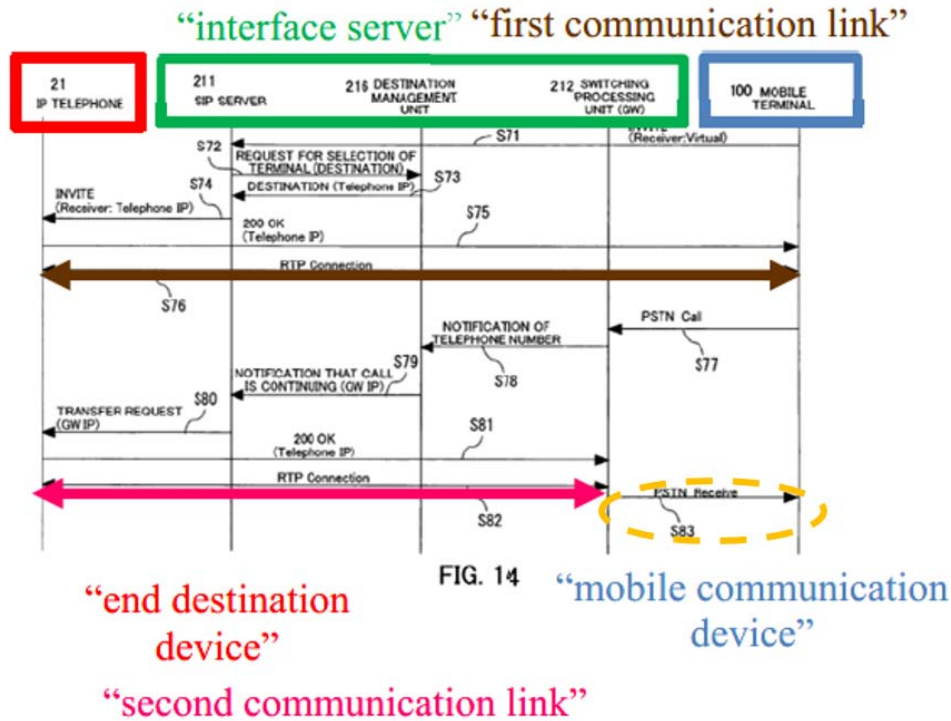 “interface server” “first communication link”
21
IP TELEPHONE
211
SIP SERVER
216 DESTINATION
MANAGEMENT
UNIT
212 SWITCHING
PROCESSING
UNIT (GW)
100 MOBILE
TERMINAL
S71
INVITE
(Receiver:Virtual)
S72
REQUEST FOR SELECTION OF
TERMINAL (DESTINATION)
S73
DESTINATION (Telephone IP)
S74
INVITE
(Receiver: Telephone IP)
S75
200 OK
(Telephone IP)
RTP Connection
S76
PSTN Call
S77
NOTIFICATION OF
TELEPHONE NUMBER
S78
S79
NOTIFICATION THAT CALL
IS CONTINUING (GW IP)
S80
TRANSFER REQUEST
(GW IP)
S81
200 OK
(Telephone IP)
RTP Connection
S82
PSTN Receive
S83
FIG. 14
“end destination
device”
“mobile communication
device”
“second communication link”